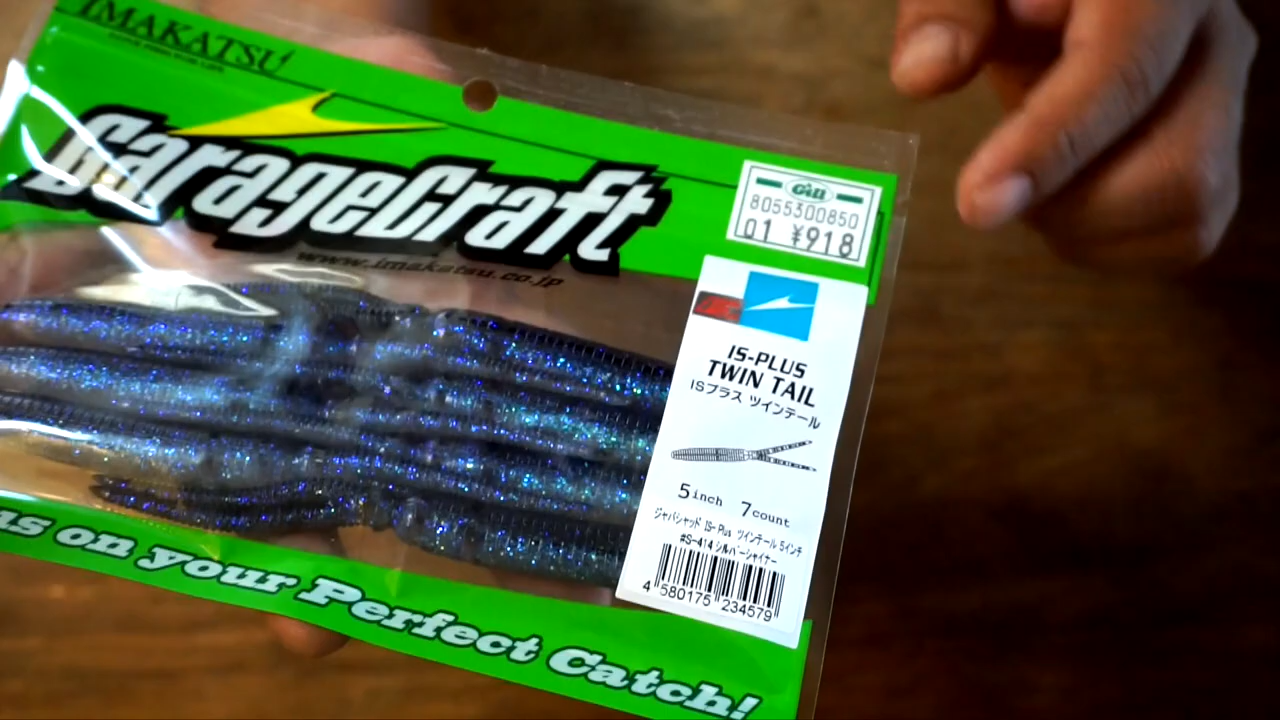 IMAKATSU
GarageCraft
www.imakatsu.co.jp
Gill
8055300850
01 ¥918
IS-PLUS
TWIN TAIL
ISプラス ツインテール
5inch 7count
ジャバシャッド IS-Plus ツインテール 5インチ
#S-414 シルバーシャイナー
4 580175 234579
us on your Perfect Catch!